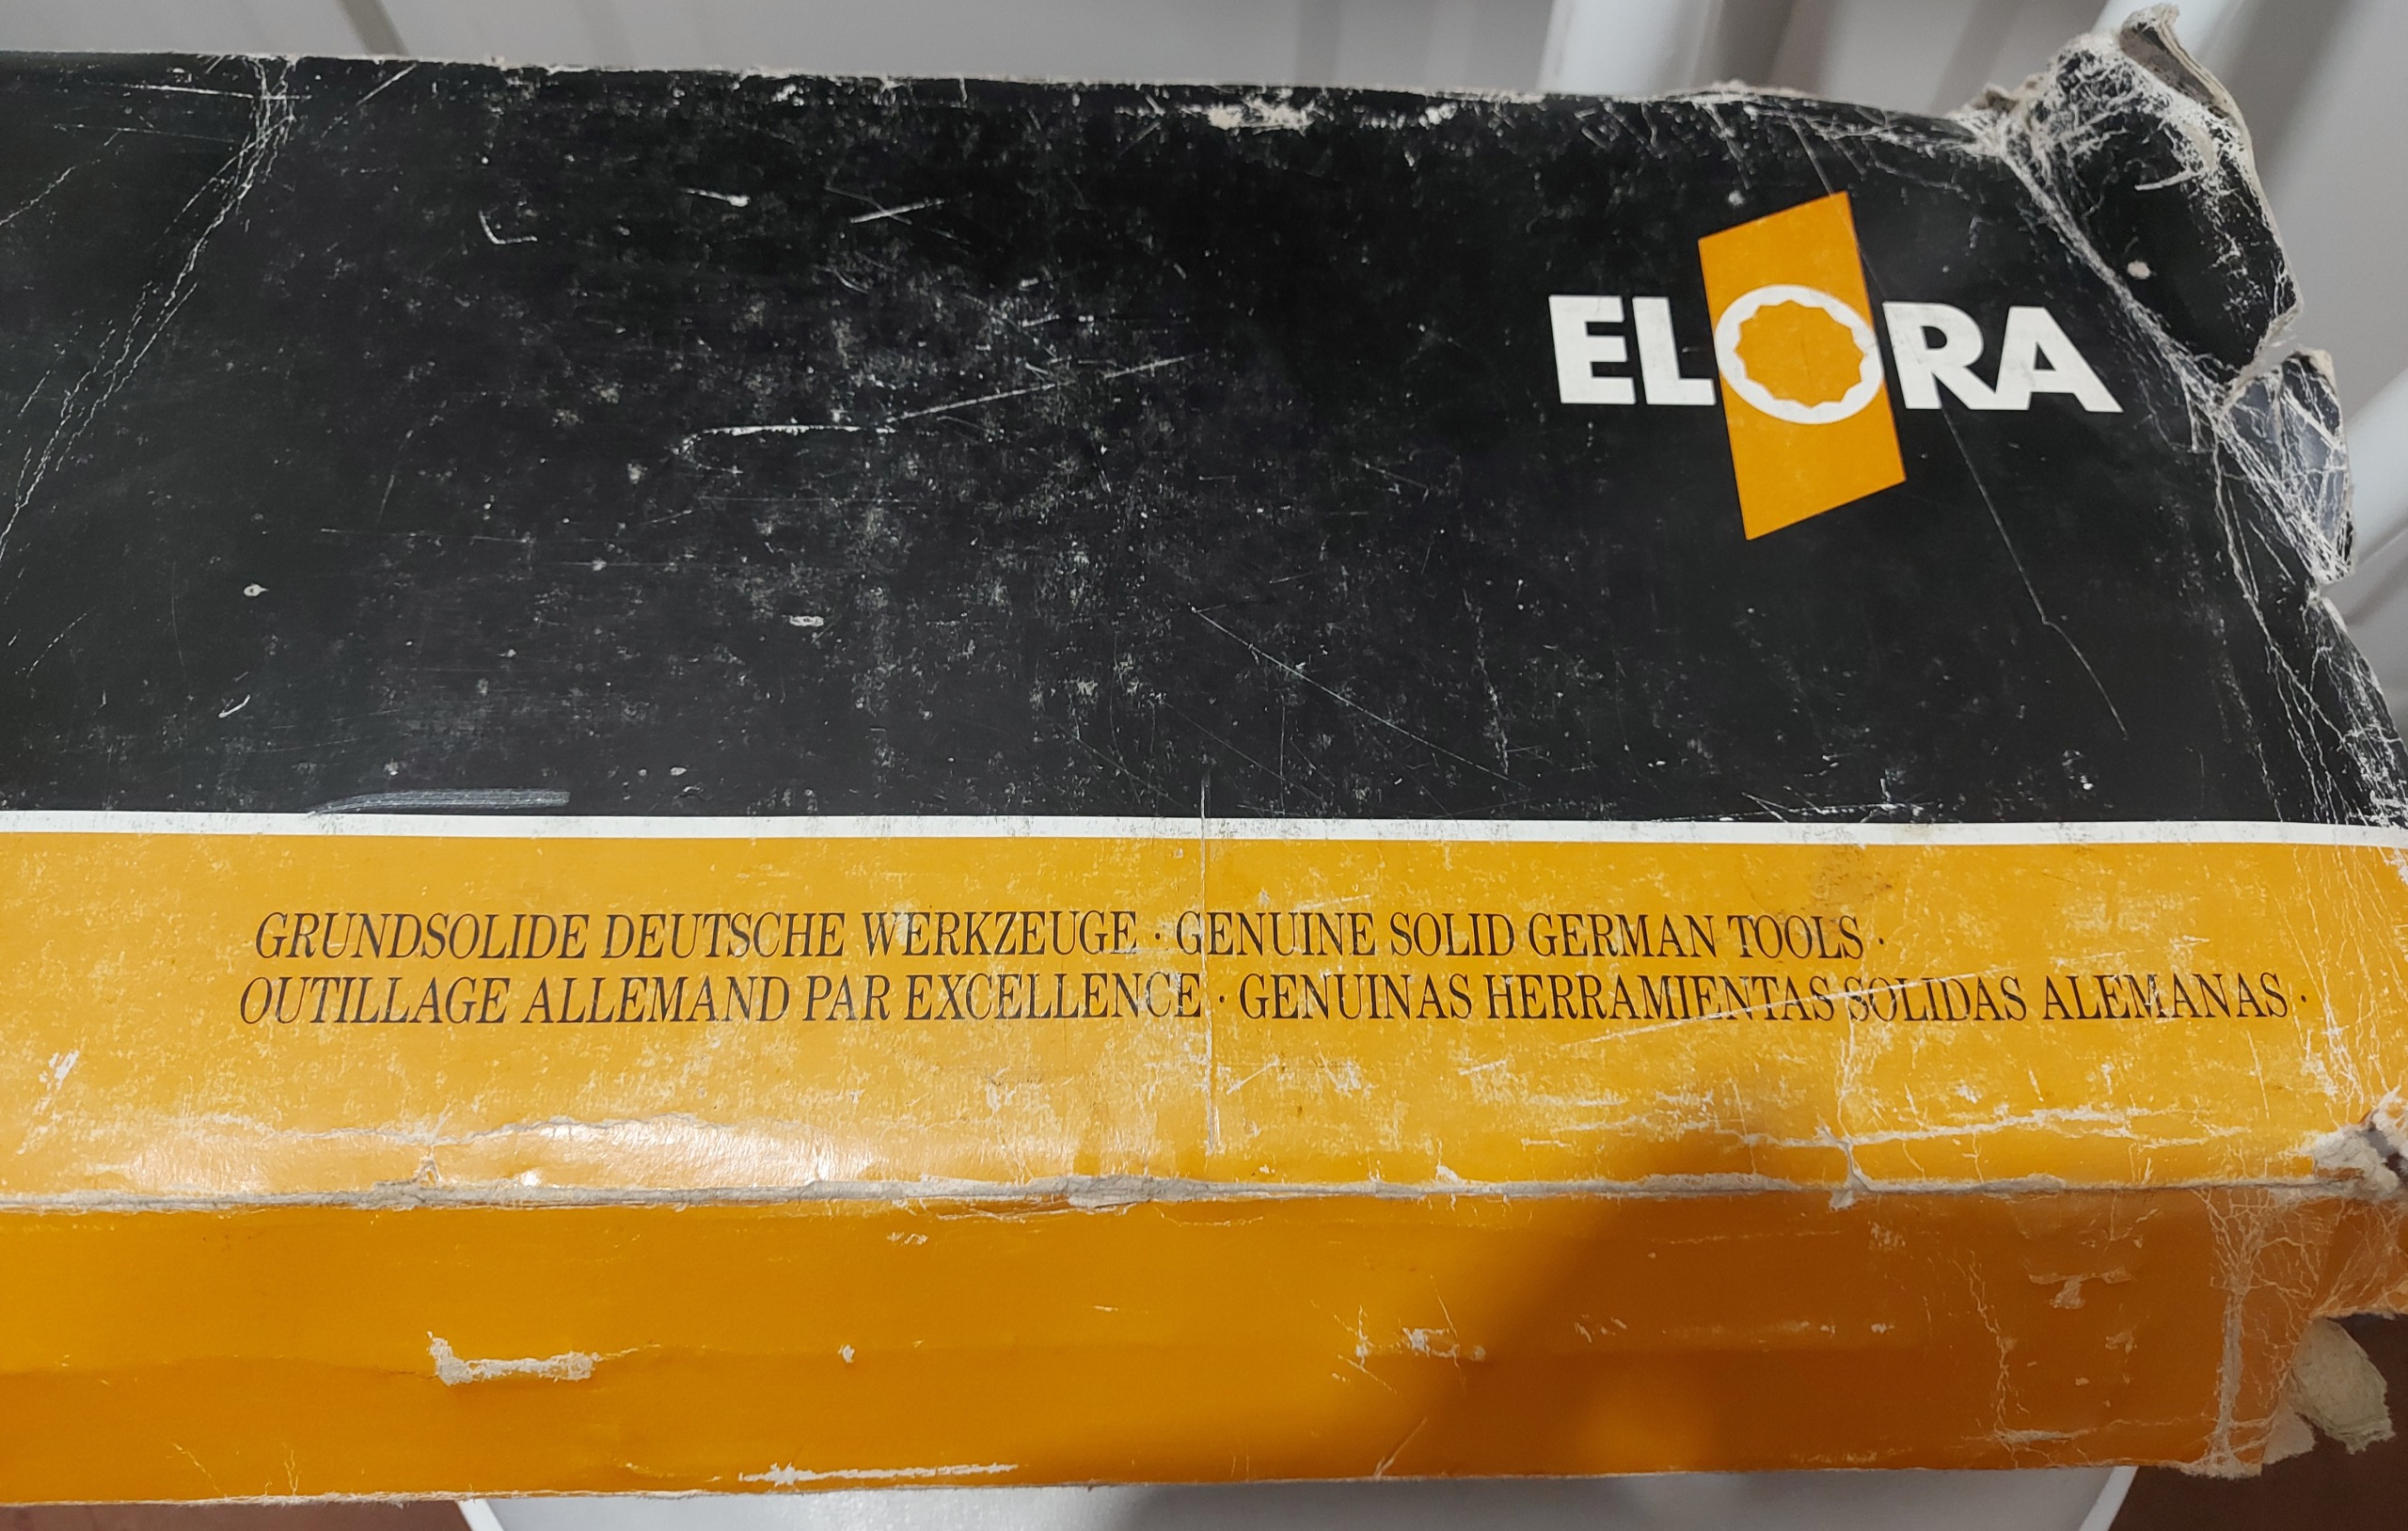 ELORA
GRUNDSOLIDE DEUTSCHE WERKZEUGE · GENUINE SOLID GERMAN TOOLS ·
OUTILLAGE ALLEMAND PAR EXCELLENCE · GENUINAS HERRAMIENTAS SOLIDAS ALEMANAS ·